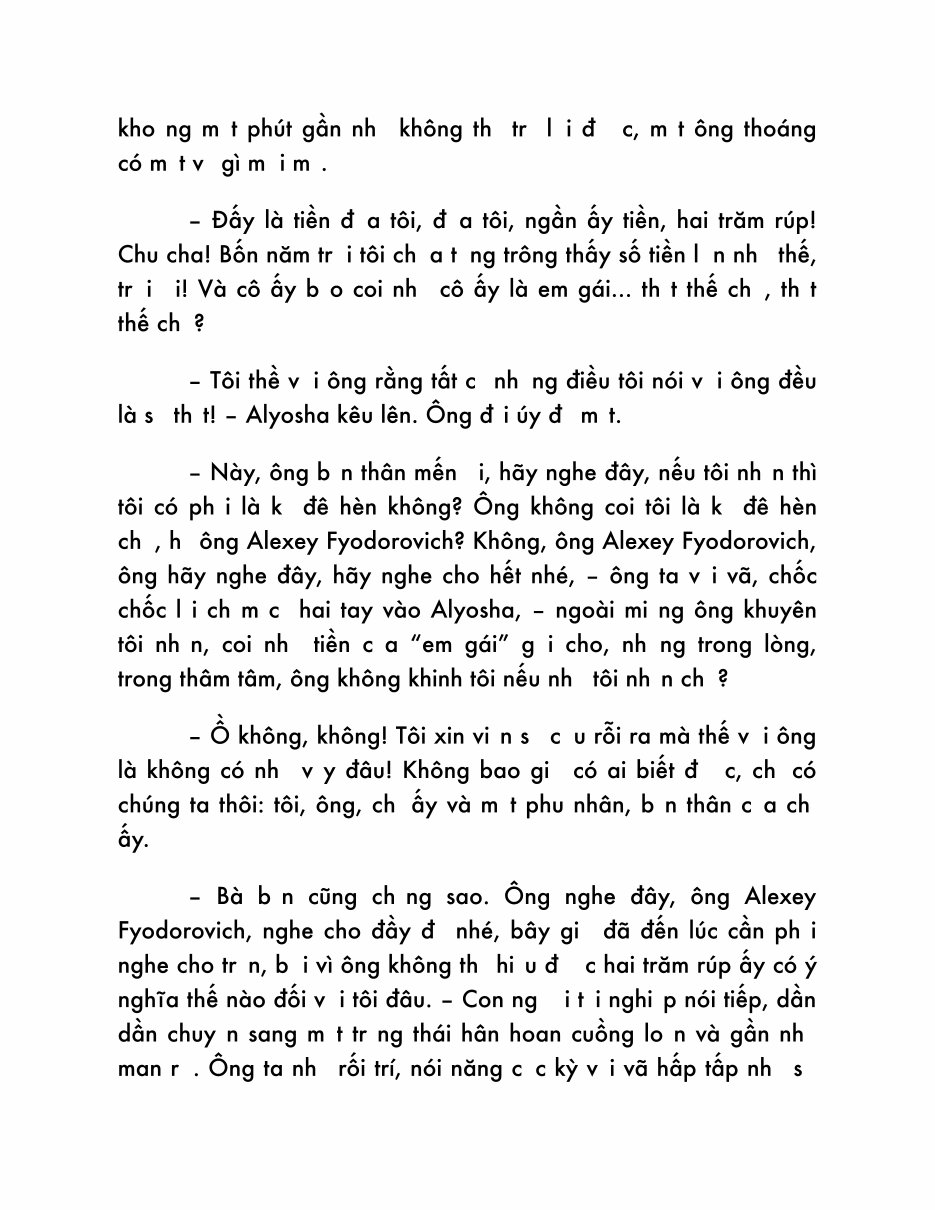 kho ng m t phút gần nh không th tr l i đ c, m t ông thoáng
có m t v gì m i m .
– Đấy là tiền đ a tôi, đ a tôi, ngần ấy tiền, hai trăm rúp!
Chu cha! Bốn năm tr i tôi ch a t ng trông thấy số tiền l n nh thế,
tr i i! Và cô ấy b o coi nh cô ấy là em gái... th t thế ch , th t
thế ch ?
– Tôi thề v i ông rằng tất c nh ng điều tôi nói v i ông đều
là s th t! – Alyosha kêu lên. Ông đ i úy đ m t.
– Này, ông b n thân mến i, hãy nghe đây, nếu tôi nh n thì
tôi có ph i là k đê hèn không? Ông không coi tôi là k đê hèn
ch , h ông Alexey Fyodorovich? Không, ông Alexey Fyodorovich,
ông hãy nghe đây, hãy nghe cho hết nhé, – ông ta v i vã, chốc
chốc l i ch m c hai tay vào Alyosha, – ngoài mi ng ông khuyên
tôi nh n, coi nh tiền c a “em gái” g i cho, nh ng trong lòng,
trong thâm tâm, ông không khinh tôi nếu nh tôi nh n ch ?
– Ồ không, không! Tôi xin vi n s c u rỗi ra mà thế v i ông
là không có nh v y đâu! Không bao gi có ai biết đ c, ch có
chúng ta thôi: tôi, ông, ch ấy và m t phu nhân, b n thân c a ch
ấy.
– Bà b n cũng ch ng sao. Ông nghe đây, ông Alexey
Fyodorovich, nghe cho đầy đ nhé, bây gi đã đến lúc cần ph i
nghe cho tr n, b i vì ông không th hi u đ c hai trăm rúp ấy có ý
nghĩa thế nào đối v i tôi đâu. – Con ng i t i nghi p nói tiếp, dần
dần chuy n sang m t tr ng thái hân hoan cuồng lo n và gần nh
man r . Ông ta nh rối trí, nói năng c c kỳ v i vã hấp tấp nh s